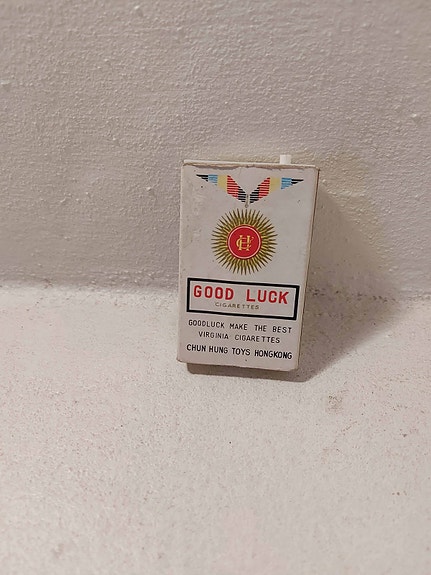 GOOD LUCK
CIGARETTES
GOODLUCK MAKE THE BEST
VIRGINIA CIGARETTES
CHUN HUNG TOYS HONGKONG